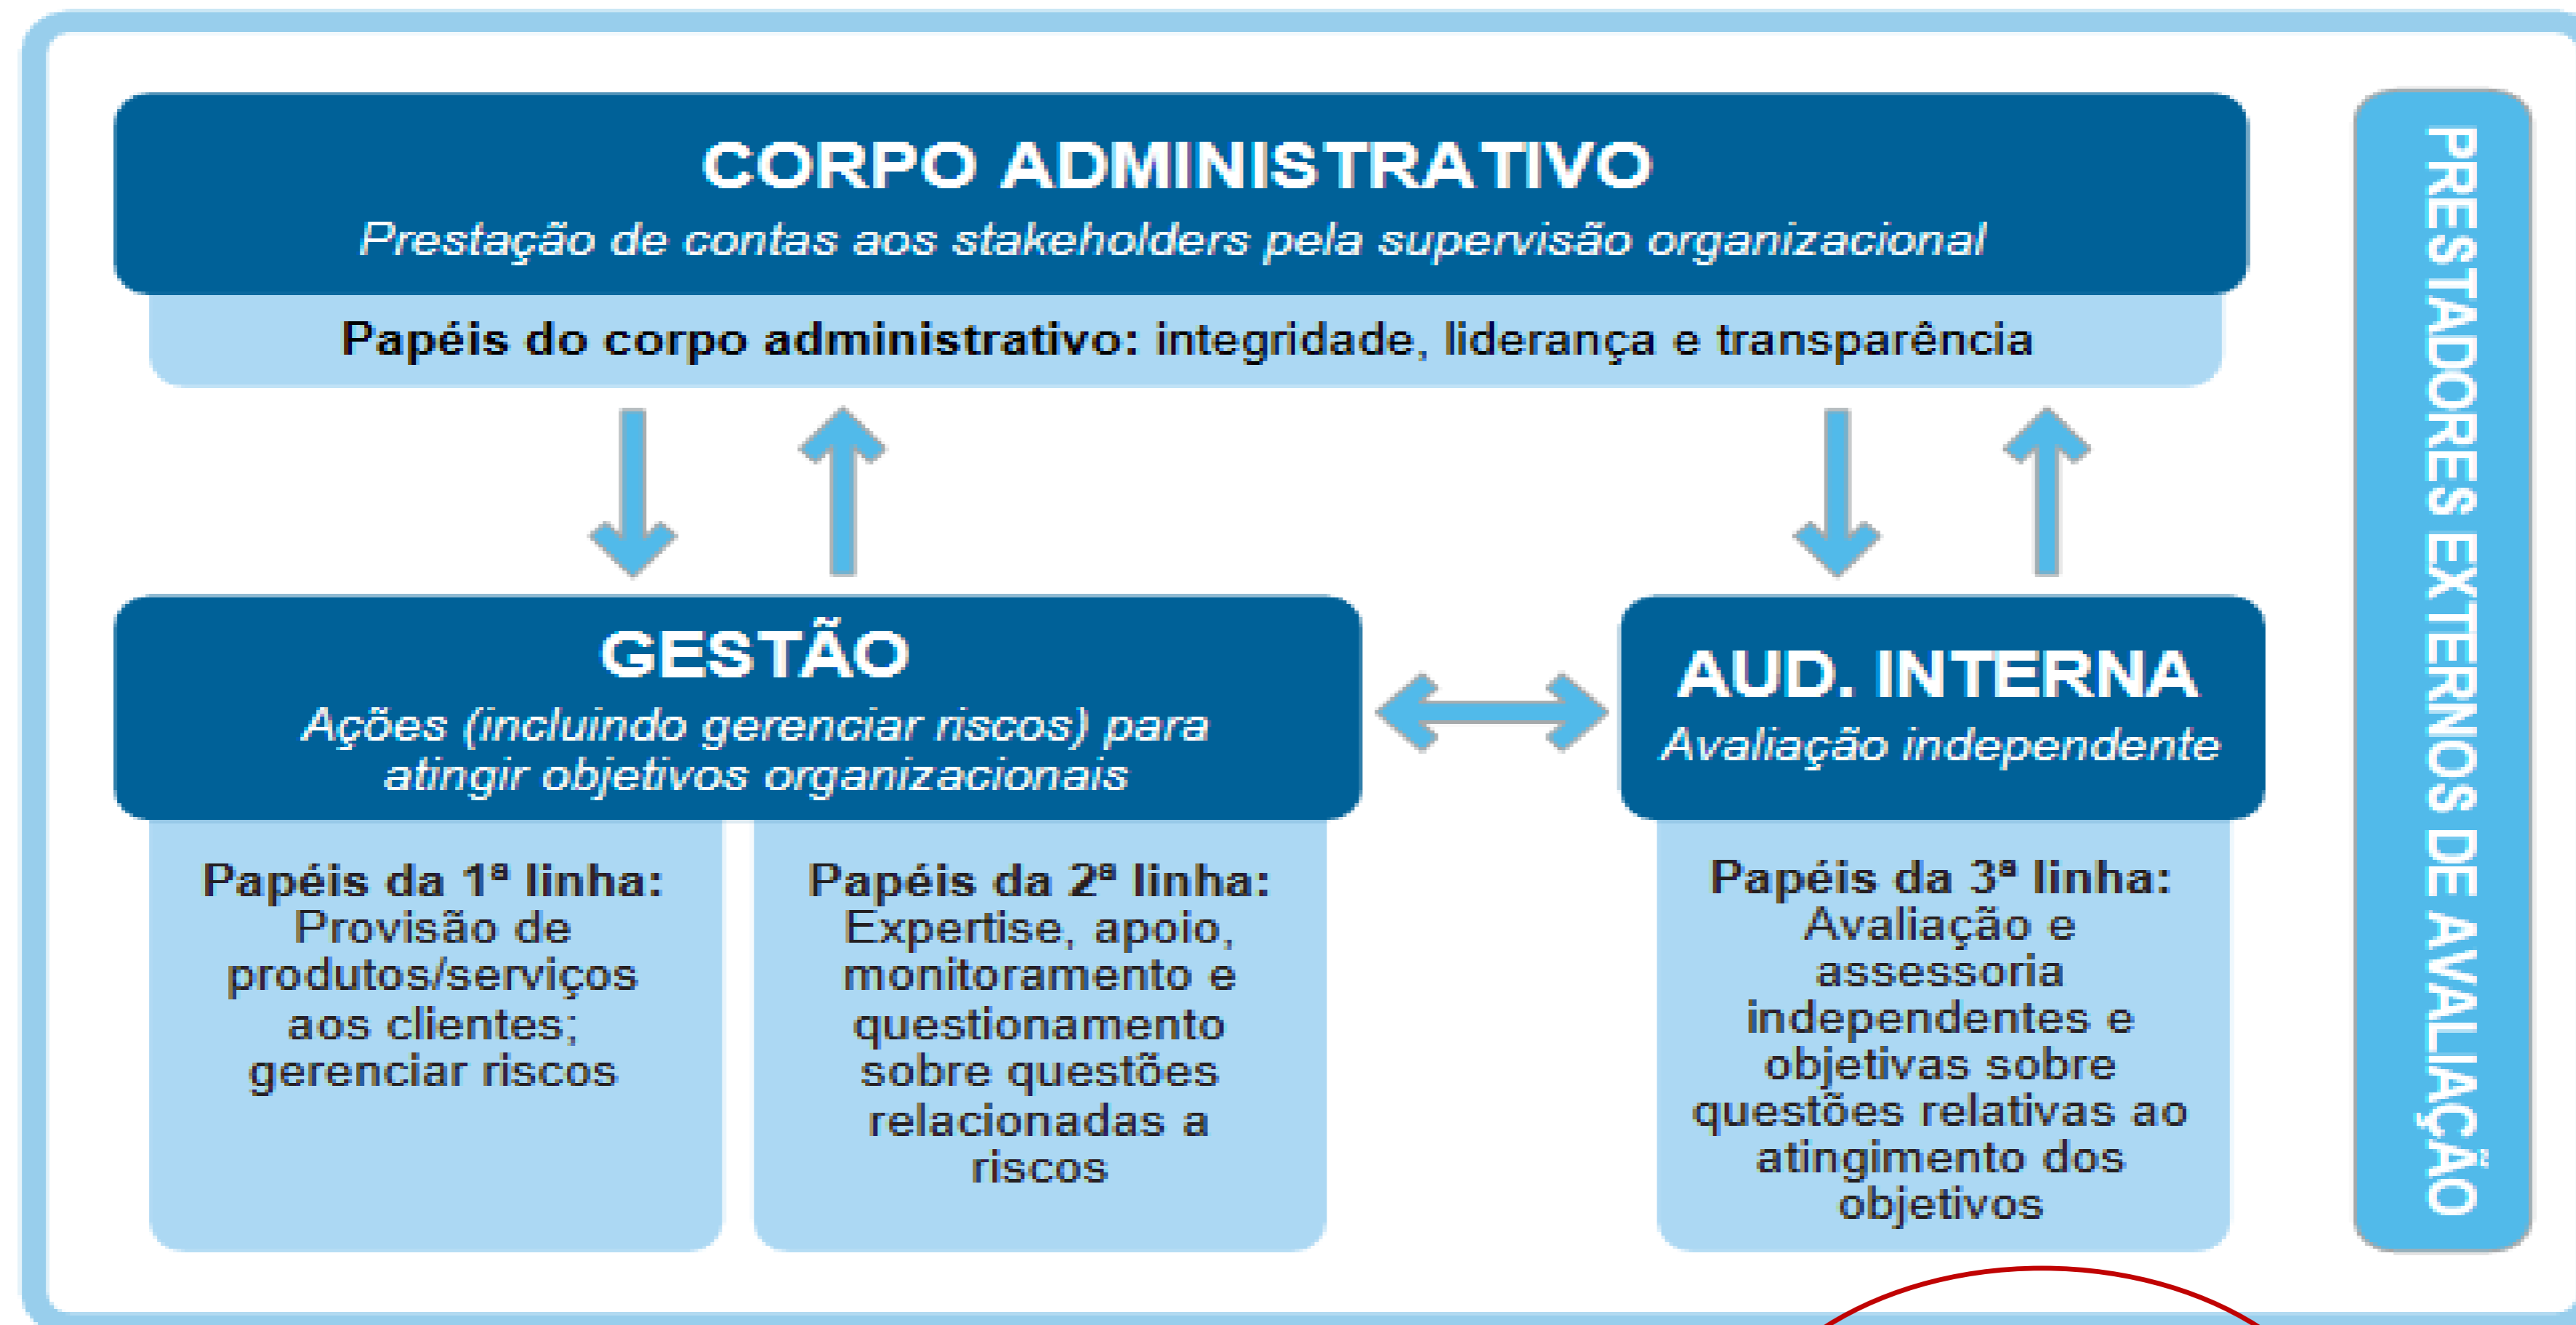 CORPO ADMINISTRATIVO
Prestação de contas aos stakeholders pela supervisão organizacional
Papéis do corpo administrativo: integridade, liderança e transparência
GESTÃO
Ações (incluindo gerenciar riscos) para
atingir objetivos organizacionais
Papéis da 1ª linha:
Provisão de
produtos/serviços
aos clientes;
gerenciar riscos
Papéis da 2ª linha:
Expertise, apoio,
monitoramento e
questionamento
sobre questões
relacionadas a
riscos
AUD. INTERNA
Avaliação independente
Papéis da 3ª linha:
Avaliação e
assessoria
independentes e
objetivas sobre
questões relativas ao
atingimento dos
objetivos
PRESTADORES EXTERNOS DE AVALIAÇÃO